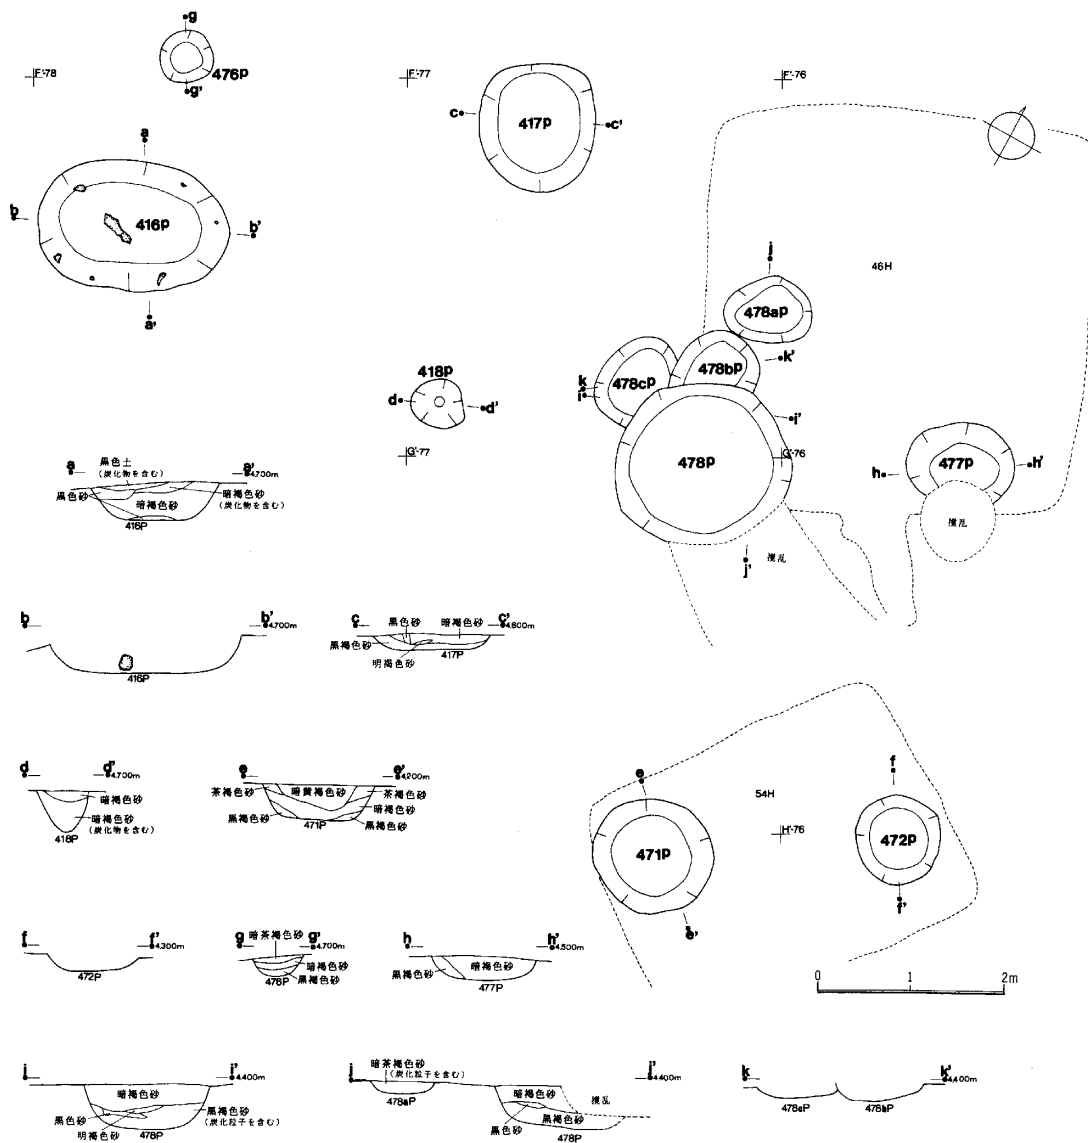 g
F'-78
476P
g'
F'-77
c
417P
c'
F'-76
a
b
416P
b'
a'
46H
j
478aP
k'
478bP
478cP
k
i
i'
418P
d
d'
G'-77
478P
G'-76
477P
h
h'
攪乱
攪乱
j'
a
黒色土
(炭化物を含む)
a'
4.700m
黒色砂
暗褐色砂
(炭化物を含む)
暗褐色砂
416P
b
b'
4.700m
416P
c
黒色砂
暗褐色砂
c'
4.800m
黒褐色砂
明褐色砂
417P
d
d'
4.700m
暗褐色砂
暗褐色砂
(炭化物を含む)
418P
e
e'
4.200m
茶褐色砂
暗黄褐色砂
茶褐色砂
暗褐色砂
黒褐色砂
471P
黒褐色砂
e
54H
f
H'-76
471P
472P
e'
f'
f
f'
4.300m
472P
g
暗茶褐色砂
g'
4.700m
暗褐色砂
黒褐色砂
476P
h
h'
4.500m
黒褐色砂
暗褐色砂
477P
0 1 2m
i
i'
4.400m
暗褐色砂
黒色砂
明褐色砂
黒褐色砂
(炭化粒子を含む)
478P
j
暗茶褐色砂
(炭化粒子を含む)
j'
4.400m
478aP
暗褐色砂
攪乱
黒色砂
黒褐色砂
478P
k
k'
4.400m
478bP